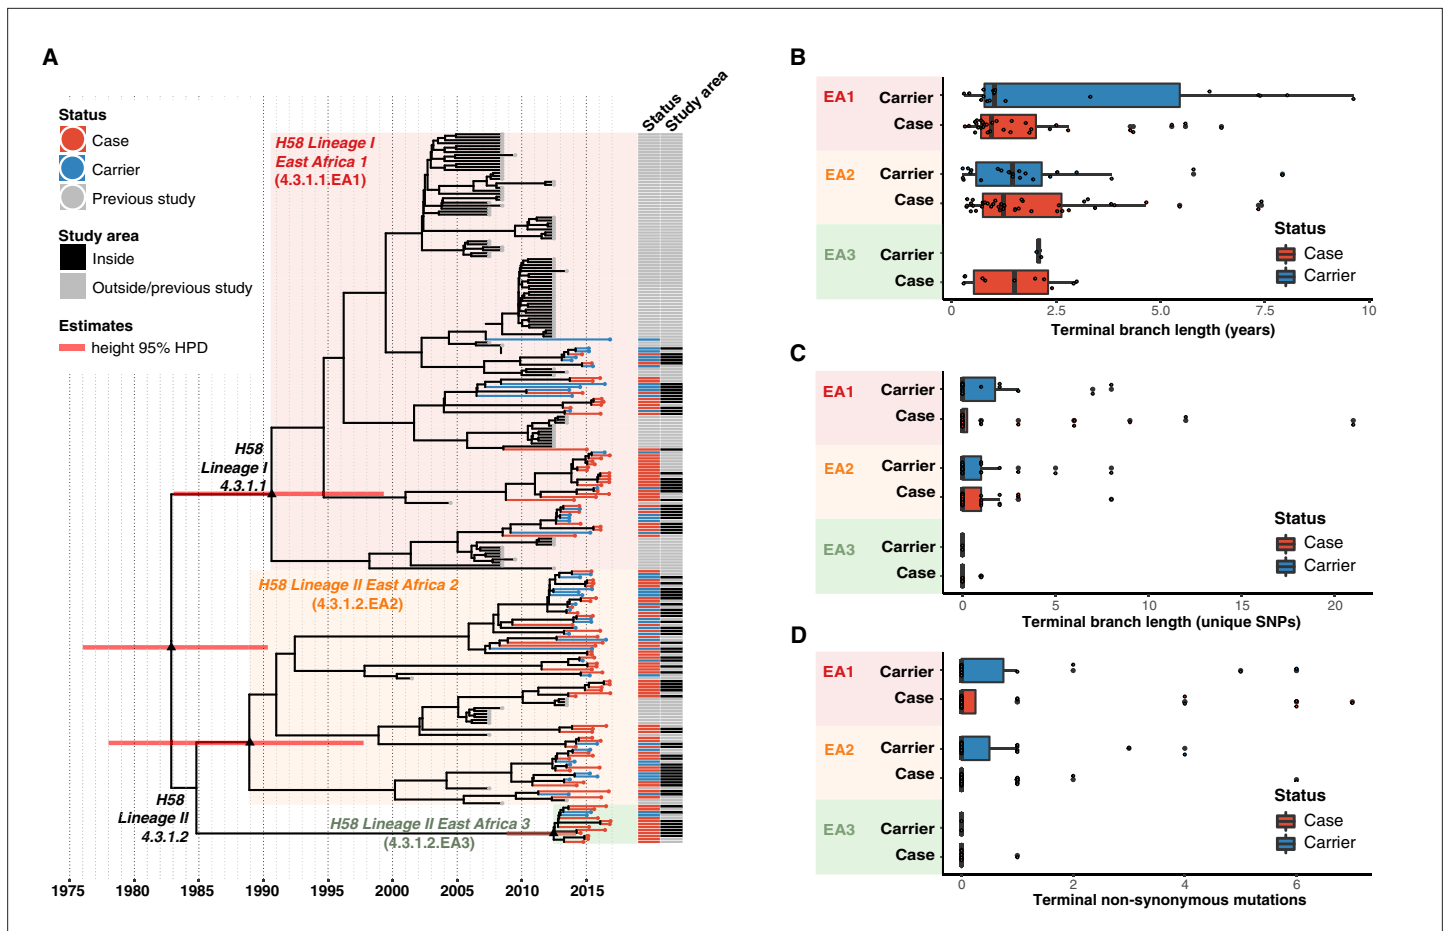 A
Status
Case
Carrier
Previous study
Study area
Inside
Outside/previous study
Estimates
height 95% HPD
Status
Study area
H58 Lineage I
East Africa 1
(4.3.1.1.EA1)
H58
Lineage I
4.3.1.1
H58 Lineage II East Africa 2
(4.3.1.2.EA2)
H58
Lineage II
4.3.1.2
H58 Lineage II East Africa 3
(4.3.1.2.EA3)
1975 1980 1985 1990 1995 2000 2005 2010 2015
B
EA1 Carrier
Case
EA2 Carrier
Case
EA3 Carrier
Case
Status
Case
Carrier
0 2.5 5.0 7.5 10
Terminal branch length (years)
C
EA1 Carrier
Case
EA2 Carrier
Case
EA3 Carrier
Case
Status
Case
Carrier
0 5 10 15 20
Terminal branch length (unique SNPs)
D
EA1 Carrier
Case
EA2 Carrier
Case
EA3 Carrier
Case
Status
Case
Carrier
0 2 4 6
Terminal non-synonymous mutations